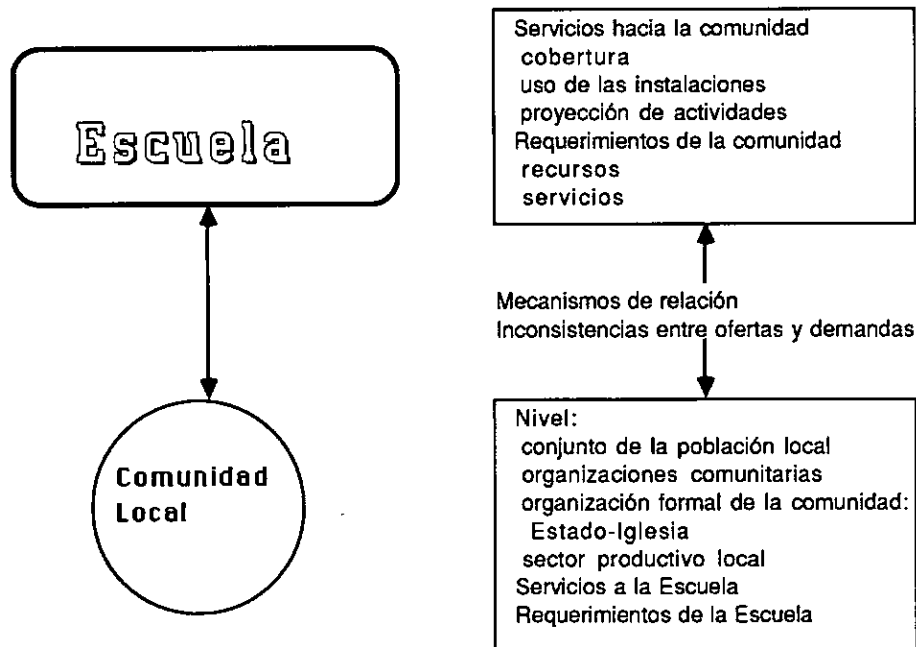 Escuela
Comunidad
Local
Servicios hacia la comunidad
cobertura
uso de las instalaciones
proyección de actividades
Requerimientos de la comunidad
recursos
servicios
Mecanismos de relación
Inconsistencias entre ofertas y demandas
Nivel:
conjunto de la población local
organizaciones comunitarias
organización formal de la comunidad:
Estado-Iglesia
sector productivo local
Servicios a la Escuela
Requerimientos de la Escuela